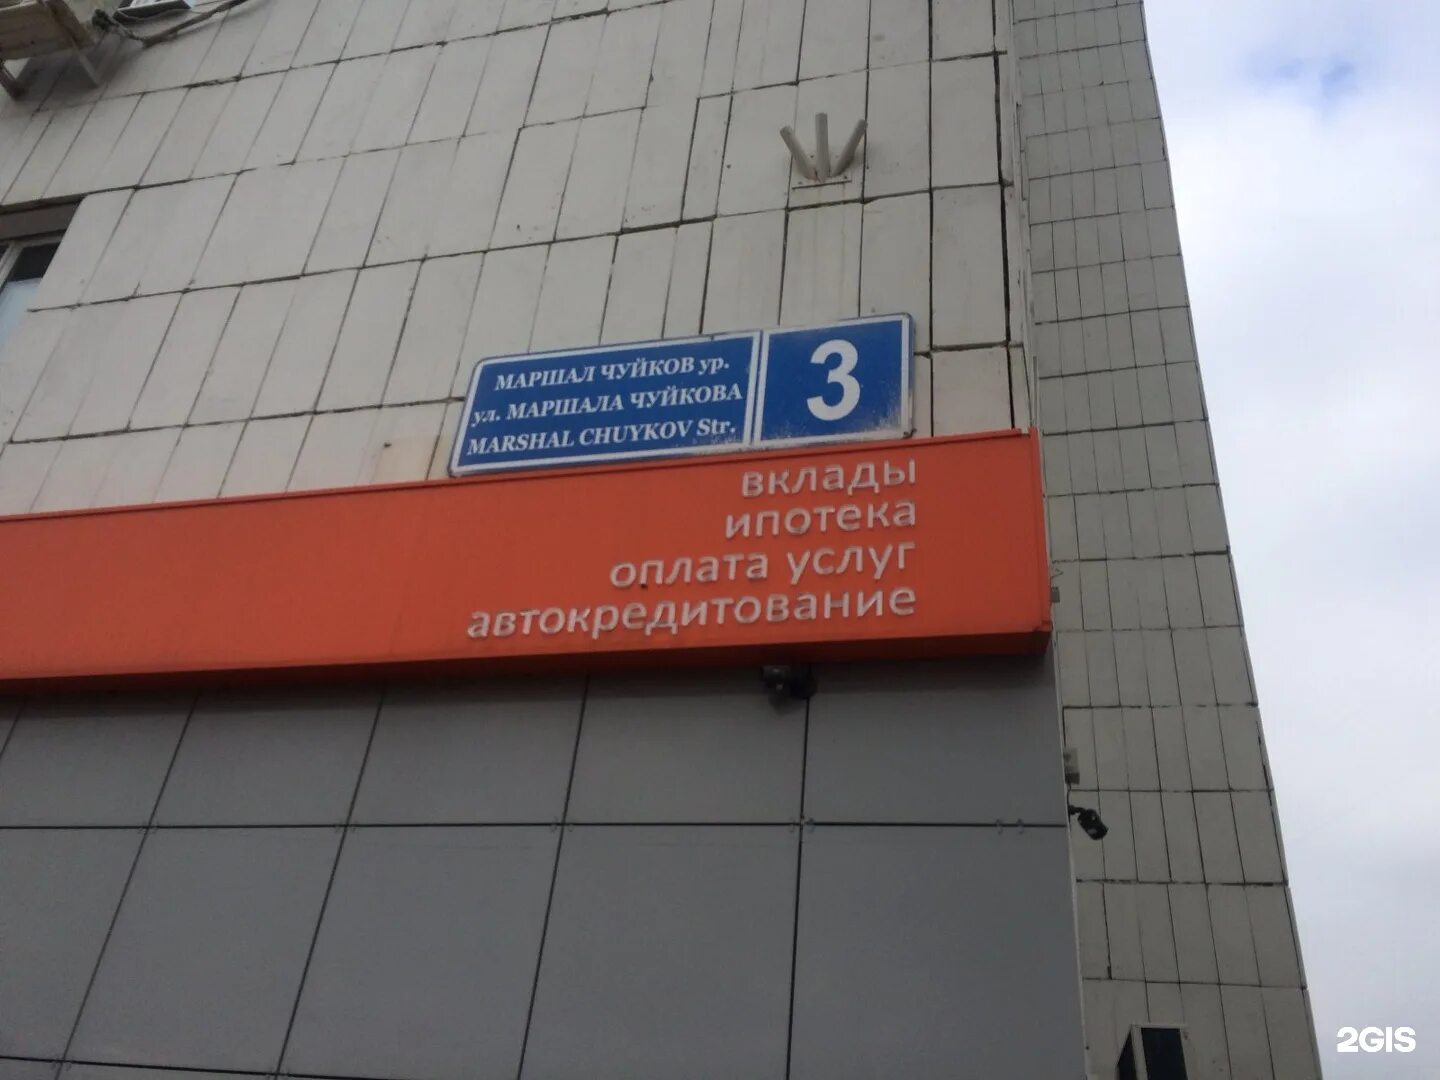 МАРШАЛ ЧУЙКОВ ур.
ул. МАРШАЛА ЧУЙКОВА
MARSHAL CHUYKOV Str.
3
вклады
ипотека
оплата услуг
автокредитование
2GIS